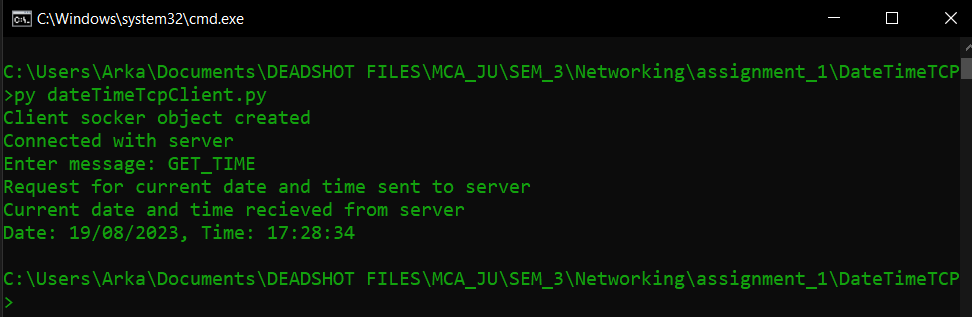 C:\Windows\system32\cmd.exe
C:\Users\Arka\Documents\DEADSHOT FILES\MCA_JU\SEM_3\Networking\assignment_1\DateTimeTCP
>py dateTimeTcpClient.py
Client socker object created
Connected with server
Enter message: GET_TIME
Request for current date and time sent to server
Current date and time recieved from server
Date: 19/08/2023, Time: 17:28:34
C:\Users\Arka\Documents\DEADSHOT FILES\MCA_JU\SEM_3\Networking\assignment_1\DateTimeTCP
>